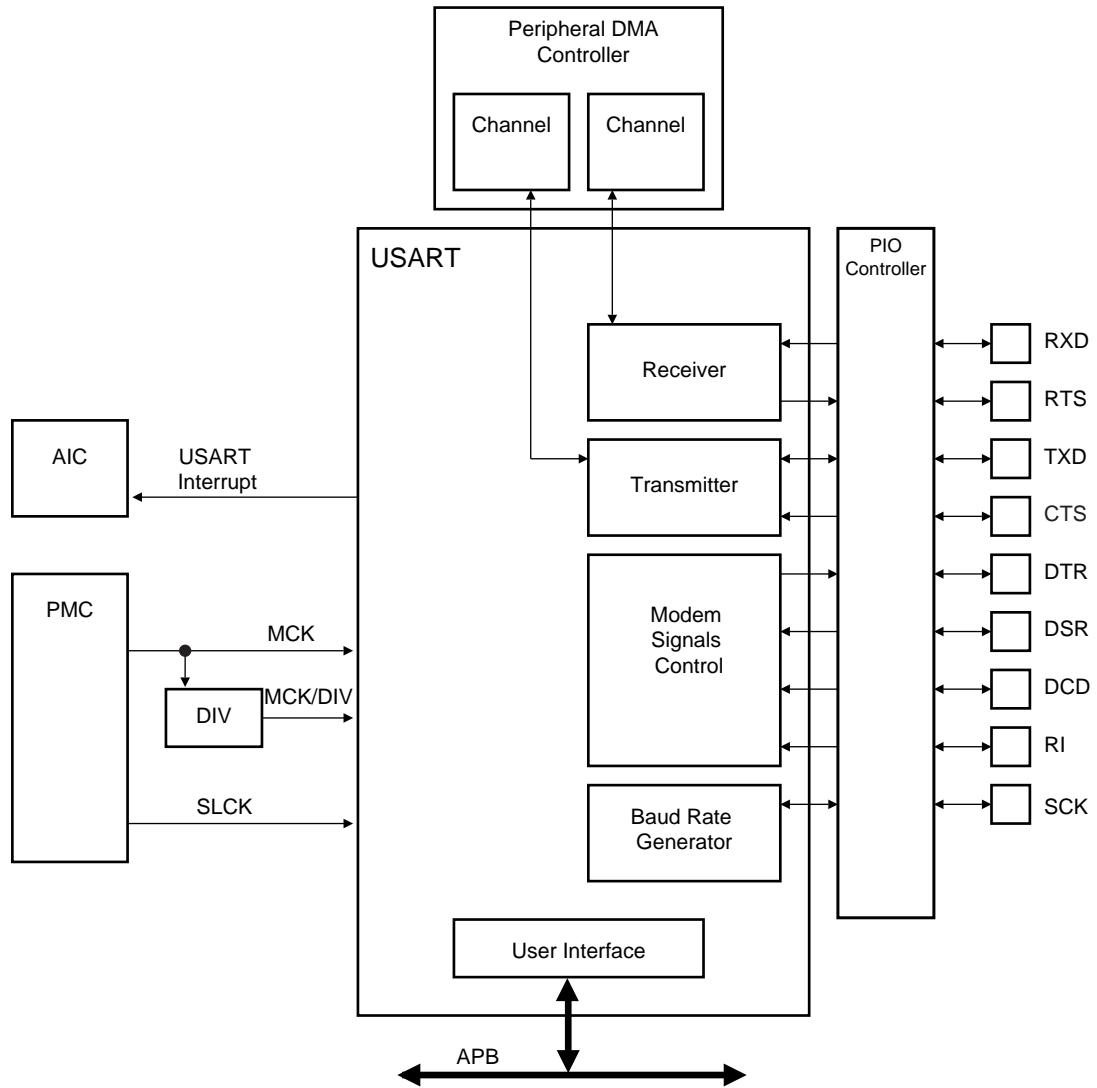 Peripheral DMA
Controller
Channel
Channel
USART
PIO
Controller
Receiver
RXD
RTS
AIC
USART
Interrupt
Transmitter
TXD
CTS
PMC
MCK
DIV
MCK/DIV
SLCK
Modem
Signals
Control
DTR
DSR
DCD
RI
Baud Rate
Generator
SCK
User Interface
APB